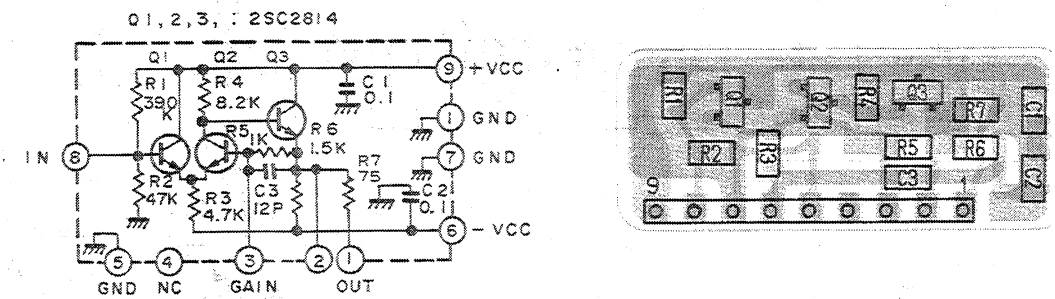 Q1,2,3, : 2SC2814
Q1 Q2 Q3
R1
390
K
R4
8.2K
C1
0.1
9 +VCC
1 GND
R5
1K
R6
1.5K
IN 8
7 GND
R7
75
R2
47K
R3
4.7K
C3
12P
C2
0.1
6 -VCC
5 4 3 2 1
GND NC GAIN OUT
R1 Q1 Q2 R4 Q3 R7 C1
R2 R3 R5 R6
C3 C2
9 1